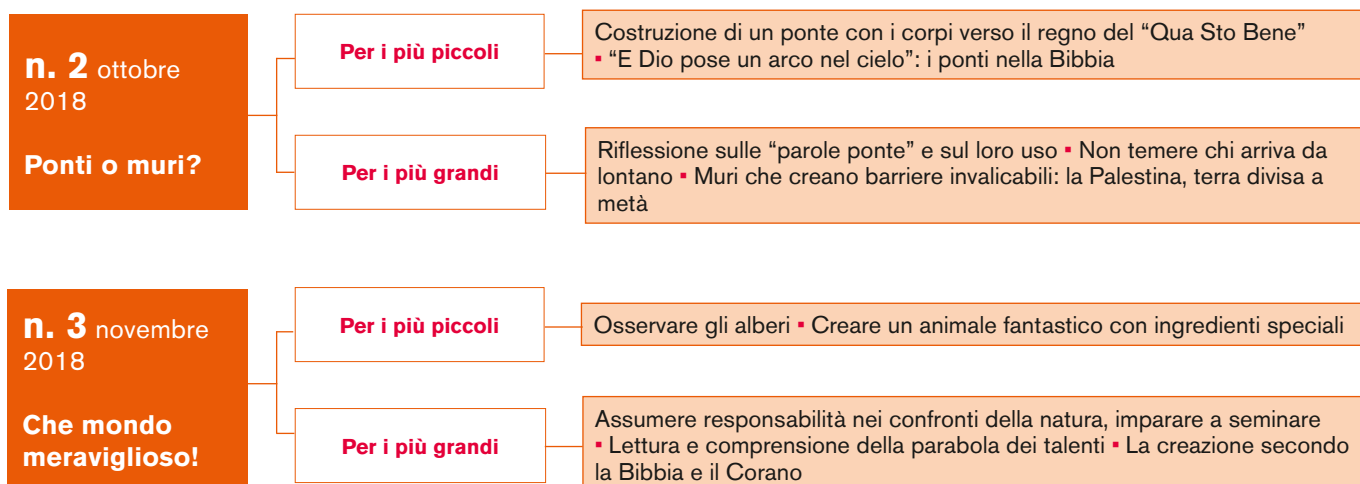 n. 2 ottobre
2018
Ponti o muri?
Per i più piccoli
Costruzione di un ponte con i corpi verso il regno del “Qua Sto Bene”
▪ “E Dio pose un arco nel cielo”: i ponti nella Bibbia
Per i più grandi
Riflessione sulle “parole ponte” e sul loro uso ▪ Non temere chi arriva da
lontano ▪ Muri che creano barriere invalicabili: la Palestina, terra divisa a
metà
n. 3 novembre
2018
Che mondo
meraviglioso!
Per i più piccoli
Osservare gli alberi ▪ Creare un animale fantastico con ingredienti speciali
Per i più grandi
Assumere responsabilità nei confronti della natura, imparare a seminare
▪ Lettura e comprensione della parabola dei talenti ▪ La creazione secondo
la Bibbia e il Corano